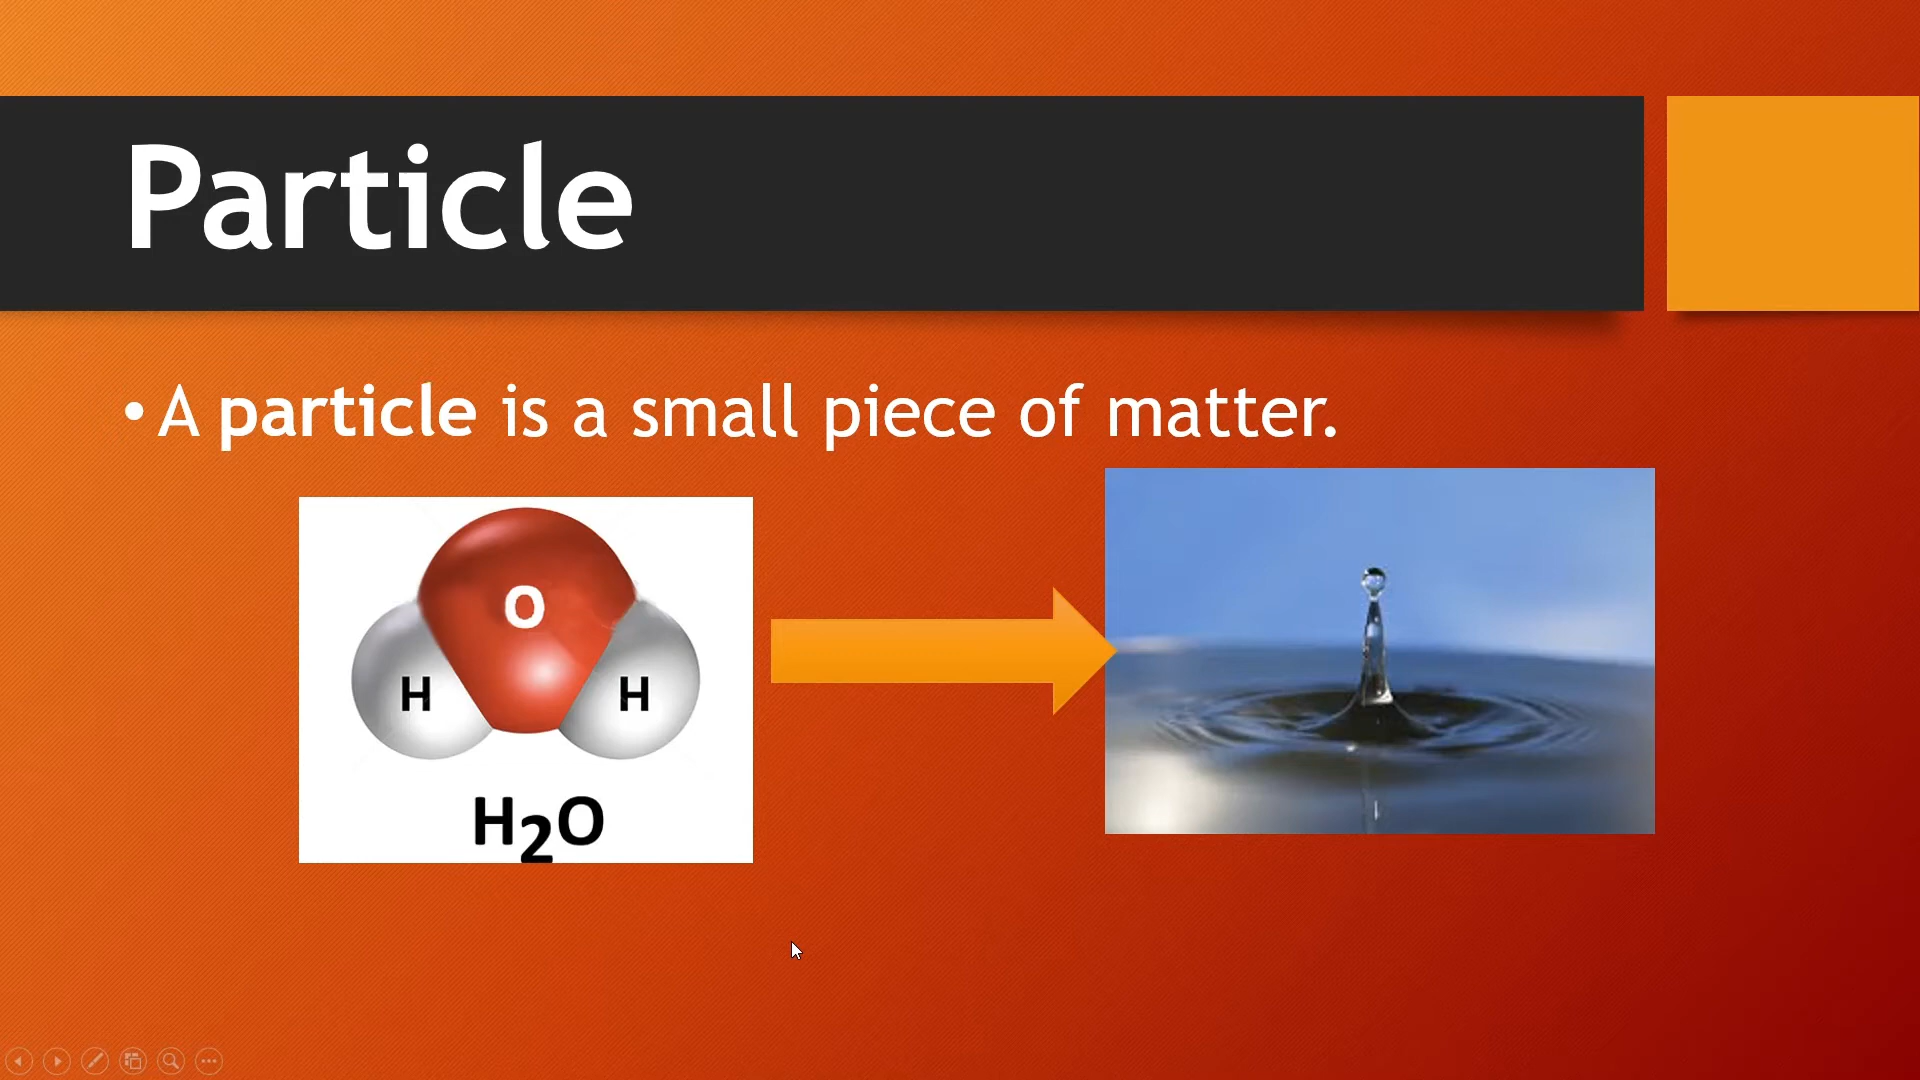 Particle
• A particle is a small piece of matter.
O
H H
H2O